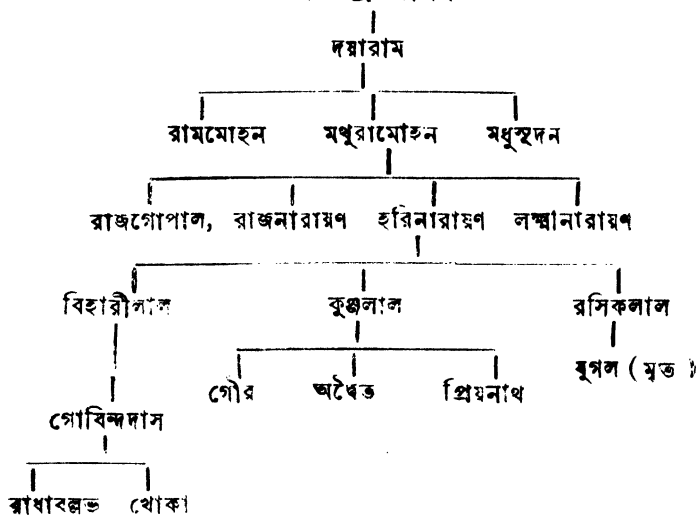 দয়ারাম
রামমোহন মথুরামোহন মধুসূদন
রাজগোপাল, রাজনারায়ণ হরিনারায়ণ লক্ষ্মীনারায়ণ
বিহারীলাল কুঞ্জলাল রসিকলাল
গৌর অদ্বৈত প্রিয়নাথ যুগল ( মৃত )
গোবিন্দদাস
রাধাবল্লভ খোকা